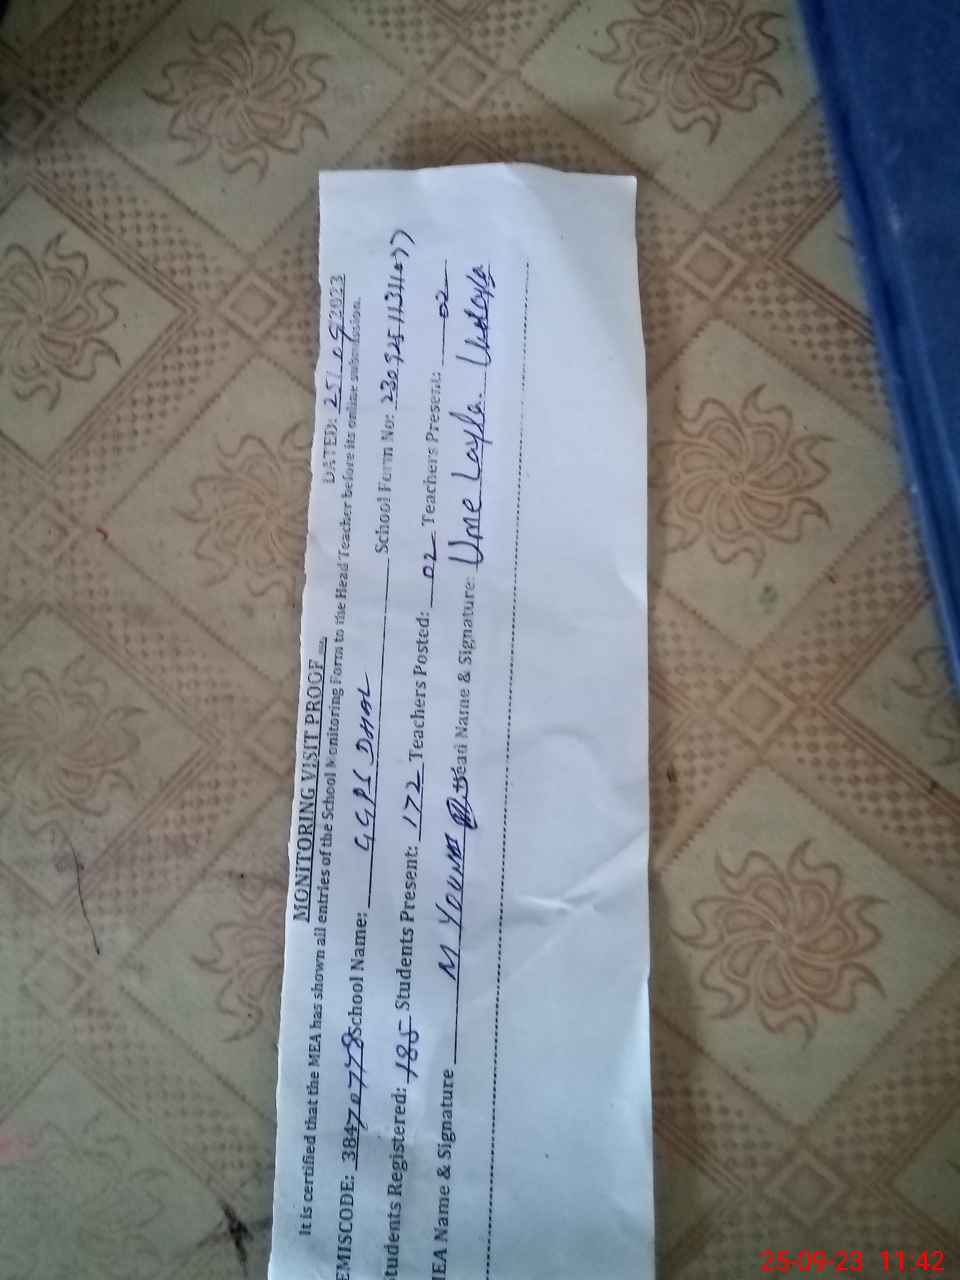 MONITORING VISIT PROOF
DATED: 25/09/2023
It is certified that the MEA has shown all entries of the School Monitoring Form to the Head Teacher before its online submission.
EMISCODE: 38470778 School Name: GGPS DHAL School Form No:
tudents Registered: 185 Students Present: 172 Teachers Posted: 02 Teachers Present: 02
IEA Name & Signature M YOUNAS Head Name & Signature: Ume Layla.
25-09-23 11:42